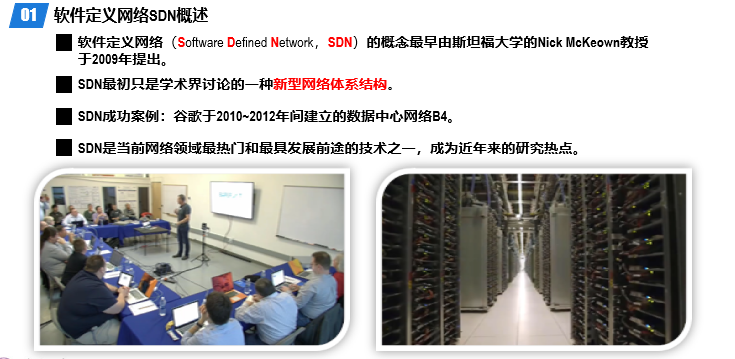 01 软件定义网络SDN概述
软件定义网络（Software Defined Network，SDN）的概念最早由斯坦福大学的Nick McKeown教授
于2009年提出。
SDN最初只是学术界讨论的一种新型网络体系结构。
SDN成功案例：谷歌于2010~2012年间建立的数据中心网络B4。
SDN是当前网络领域最热门和最具发展前途的技术之一，成为近年来的研究热点。